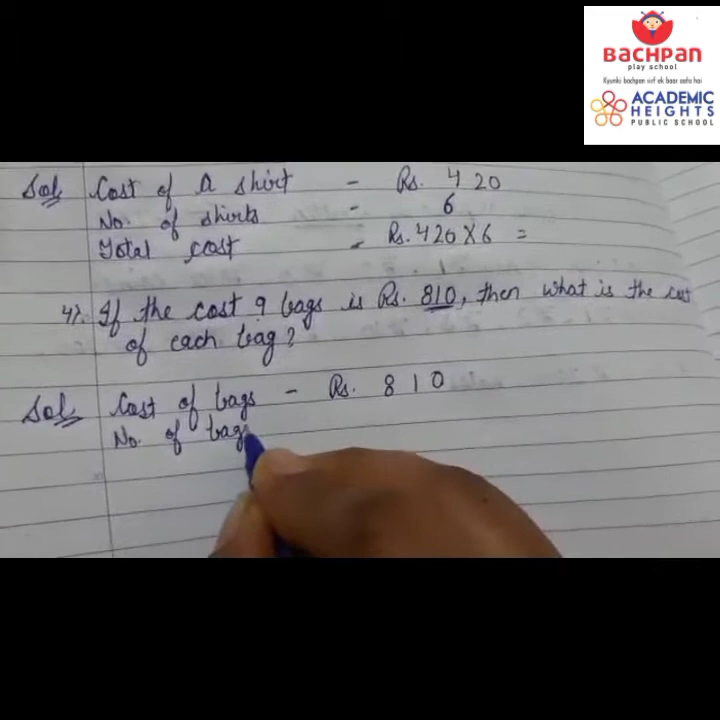 BACHPAN
play school
Kyunki bachpan sirf ek baar aata hai
ACADEMIC
HEIGHTS
PUBLIC SCHOOL
Sol Cost of a shirt - Rs. 420
No. of shirts - 6
Total cost - Rs. 420 X 6 =
4). If the cost 9 bags is Rs. 810, then what is the cost
of each bag?
Sol Cost of bags - Rs. 810
No. of bags